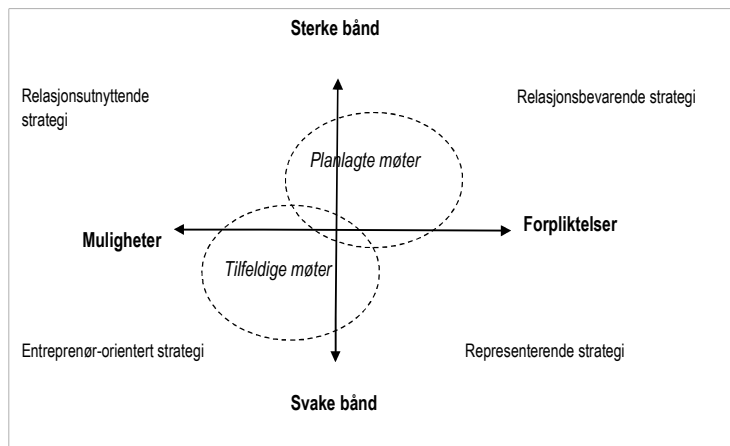 Sterke bånd
Relasjonsutnyttende
strategi
Relasjonsbevarende strategi
Planlagte møter
Forpliktelser
Muligheter
Tilfeldige møter
Entreprenør-orientert strategi
Representerende strategi
Svake bånd